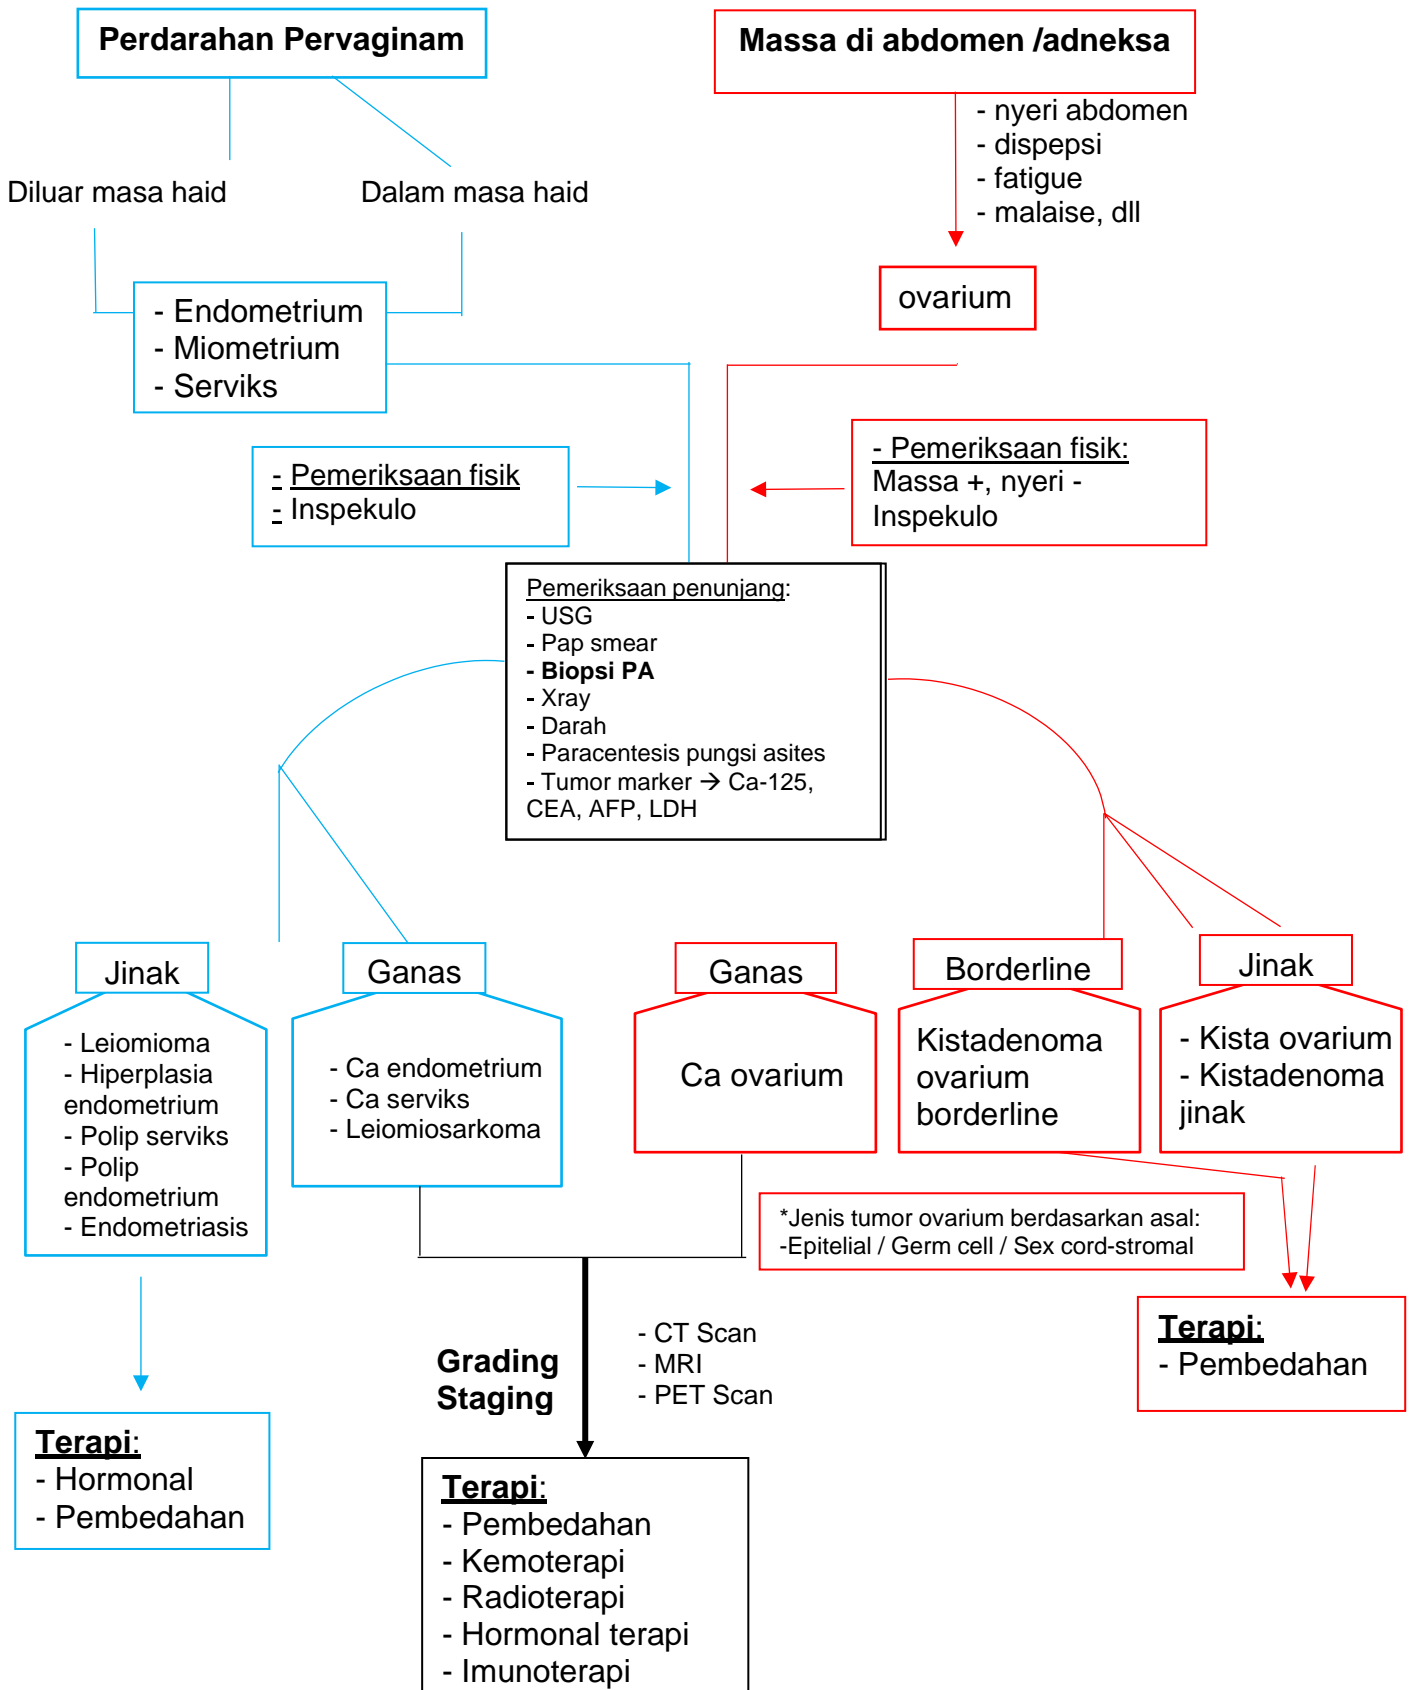 Perdarahan Pervaginam
Massa di abdomen /adneksa
- nyeri abdomen
- dispepsi
- fatigue
- malaise, dll
Diluar masa haid
Dalam masa haid
- Endometrium
- Miometrium
- Serviks
ovarium
- Pemeriksaan fisik
- Inspekulo
- Pemeriksaan fisik:
Massa +, nyeri -
Inspekulo
Pemeriksaan penunjang:
- USG
- Pap smear
- Biopsi PA
- Xray
- Darah
- Paracentesis pungsi asites
- Tumor marker → Ca-125,
CEA, AFP, LDH
Jinak
- Leiomioma
- Hiperplasia
endometrium
- Polip serviks
- Polip
endometrium
- Endometriasis
Ganas
- Ca endometrium
- Ca serviks
- Leiomiosarkoma
Ganas
Ca ovarium
Borderline
Kistadenoma
ovarium
borderline
Jinak
- Kista ovarium
- Kistadenoma
jinak
*Jenis tumor ovarium berdasarkan asal:
-Epitelial / Germ cell / Sex cord-stromal
Grading
Staging
- CT Scan
- MRI
- PET Scan
Terapi:
- Pembedahan
Terapi:
- Hormonal
- Pembedahan
Terapi:
- Pembedahan
- Kemoterapi
- Radioterapi
- Hormonal terapi
- Imunoterapi